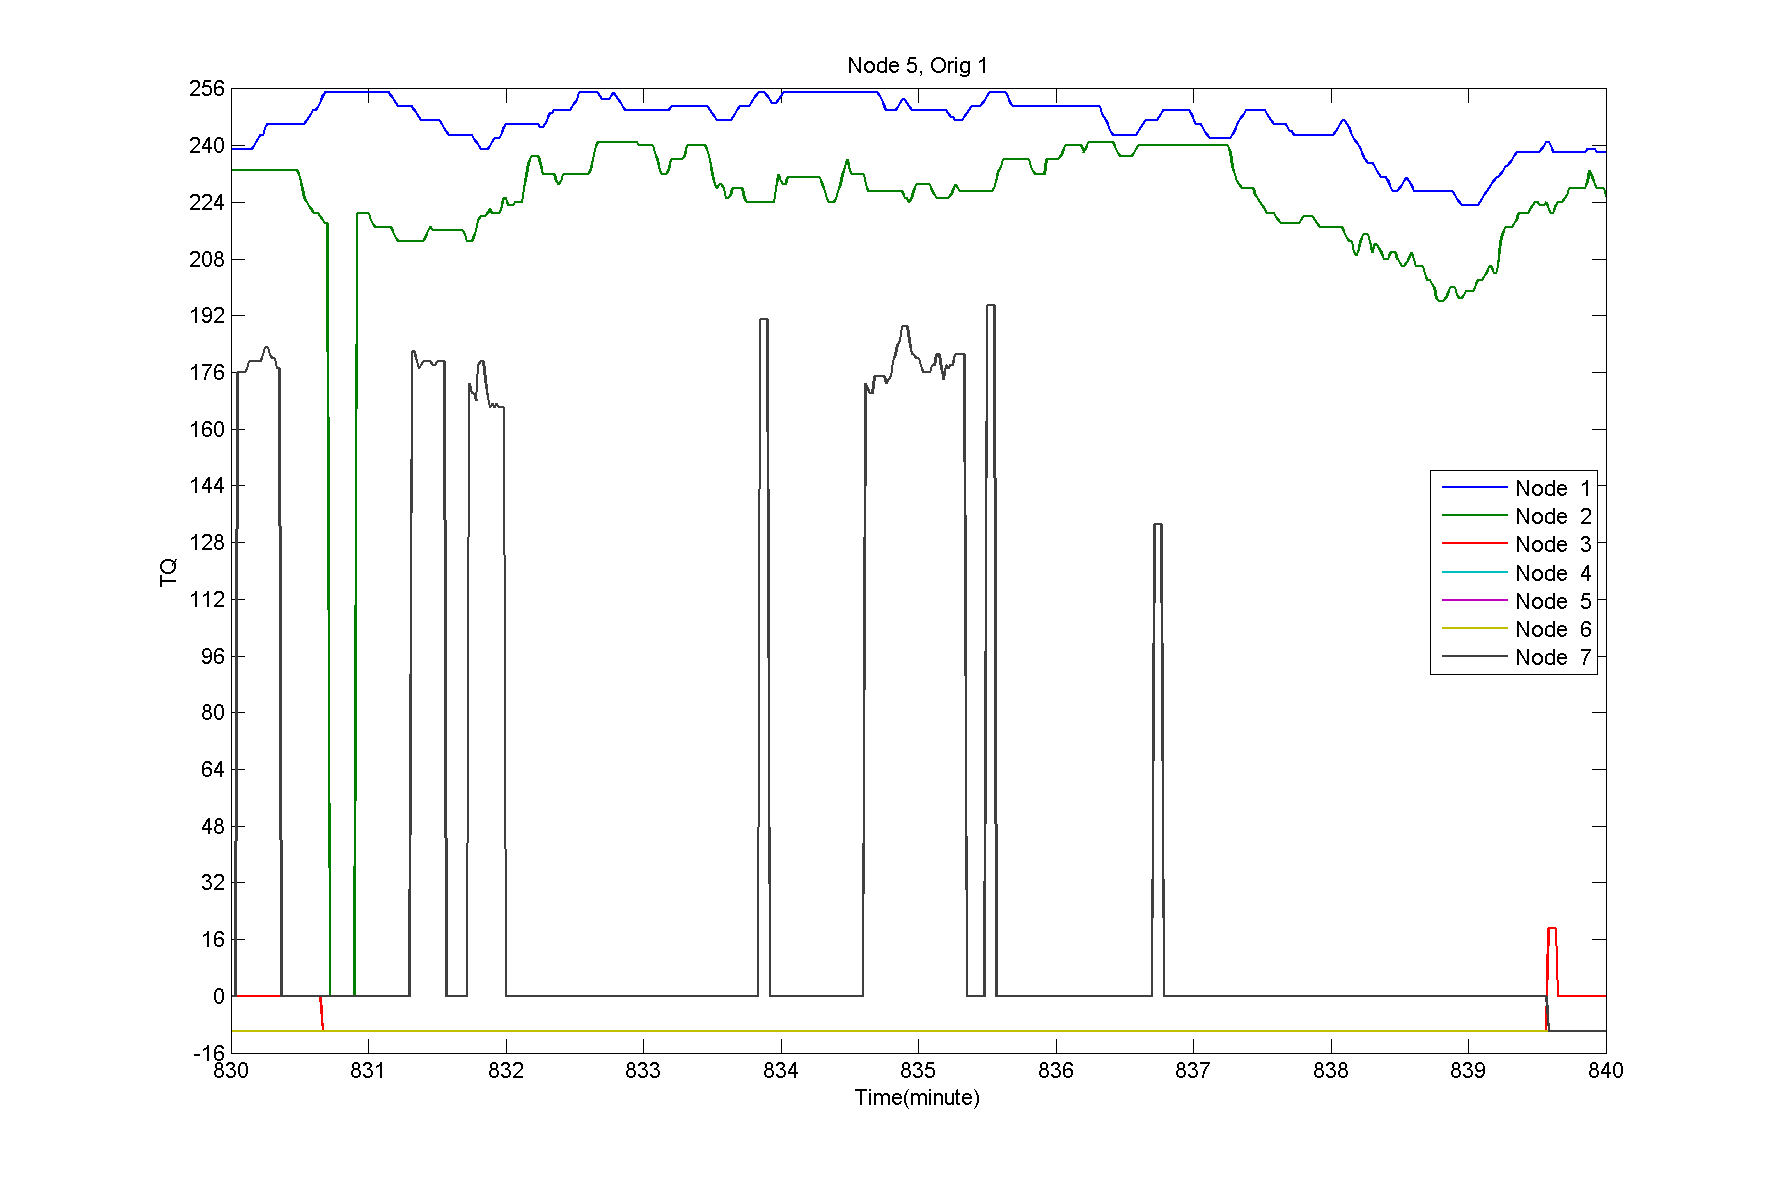 Node 5, Orig 1
256
240
224
208
192
176
160
144
128
112
96
80
64
48
32
16
0
-16
TQ
Node 1
Node 2
Node 3
Node 4
Node 5
Node 6
Node 7
830 831 832 833 834 835 836 837 838 839 840
Time(minute)